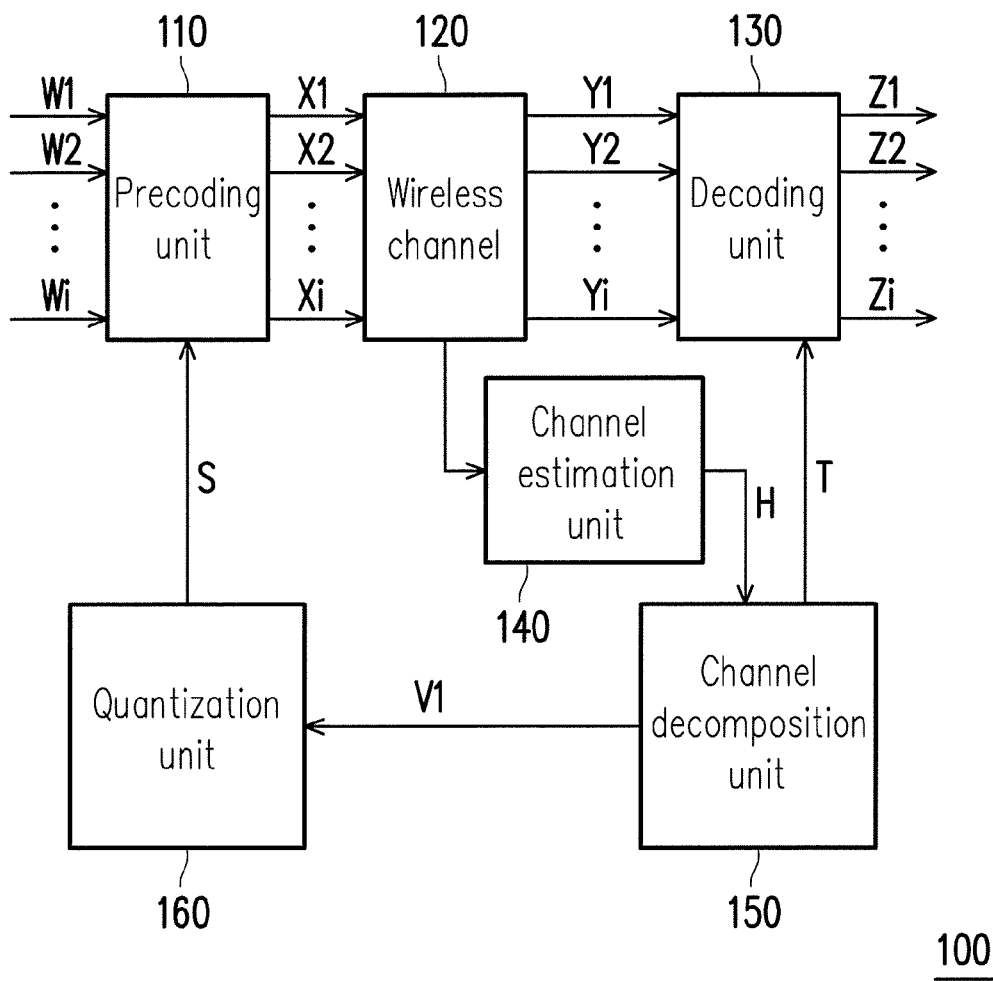 110
120
130
W1
X1
Y1
Z1
W2
X2
Y2
Z2
Precoding
unit
Wireless
channel
Decoding
unit
Wi
Xi
Yi
Zi
S
Channel
estimation
unit
H
T
140
Quantization
unit
V1
Channel
decomposition
unit
160
150
100